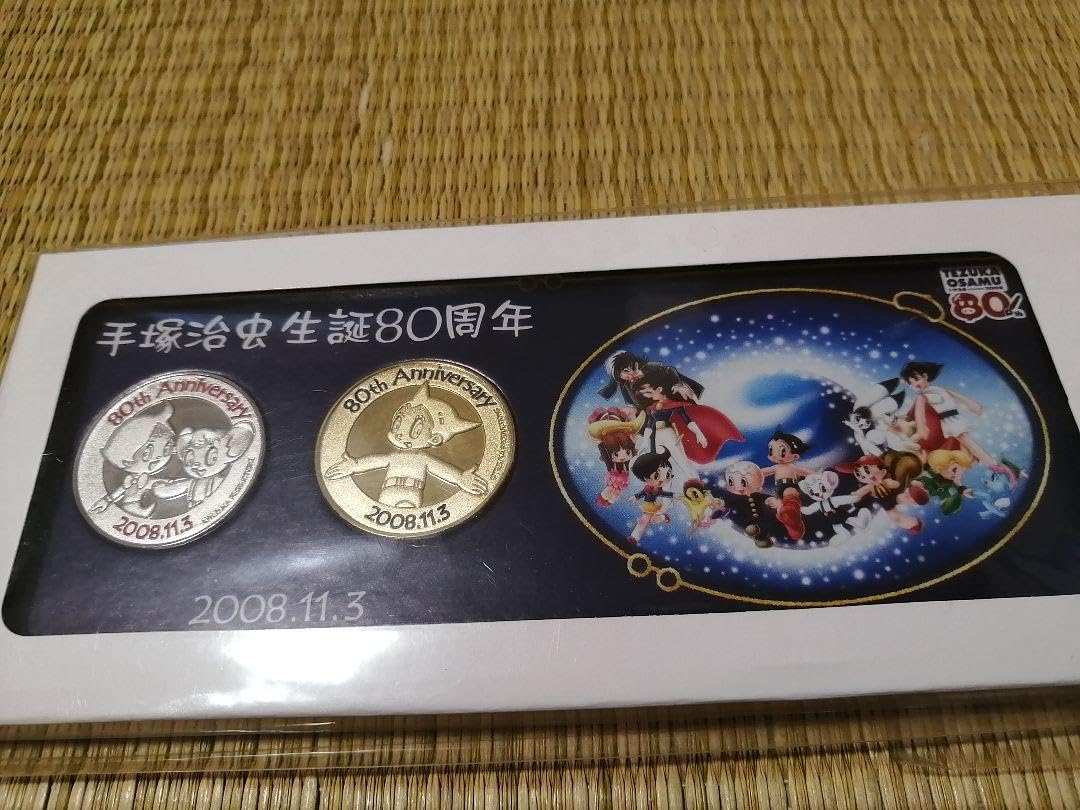 手塚治虫生誕80周年
TEZUKA
OSAMU
80
80th Anniversary
2008.11.3
80th Anniversary
2008.11.3
2008.11.3